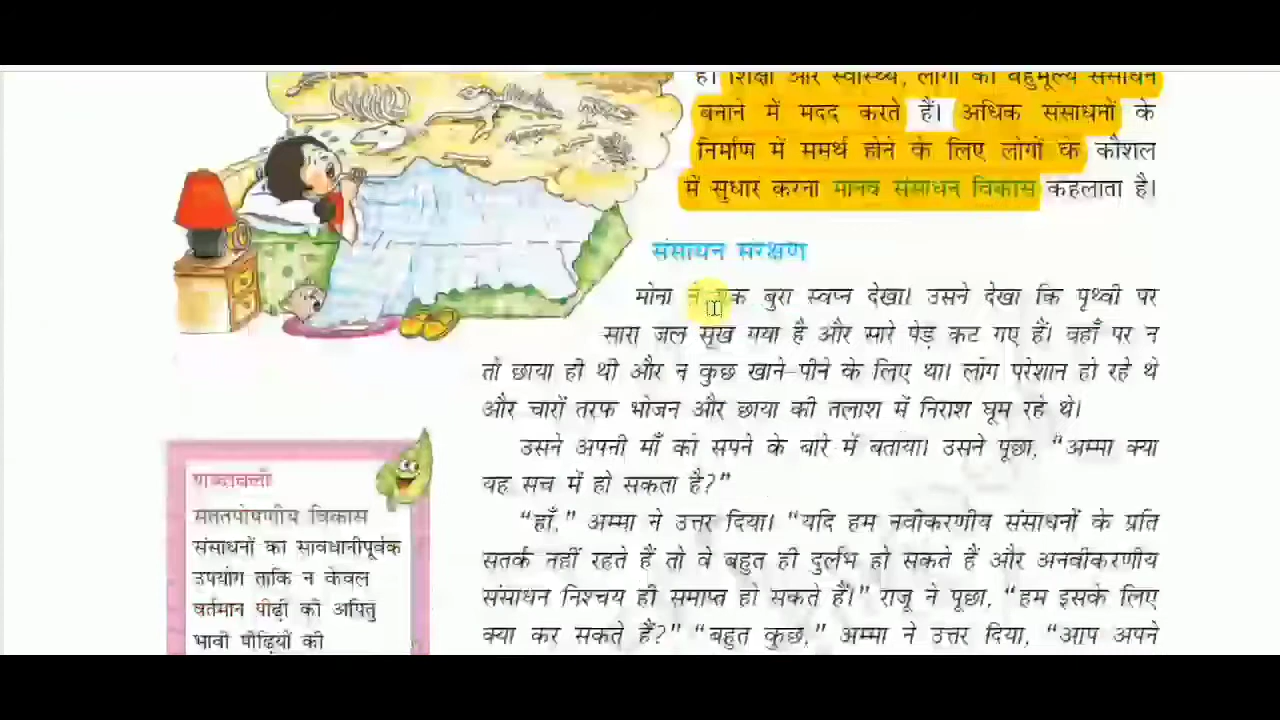 है। शिक्षा और स्वास्थ्य, लोगों को बहुमूल्य संसाधन
बनाने में मदद करते हैं। अधिक संसाधनों के
निर्माण में समर्थ होने के लिए लोगों के कौशल
में सुधार करना मानव संसाधन विकास कहलाता है।
संसाधन संरक्षण
मोना ने एक बुरा स्वप्न देखा। उसने देखा कि पृथ्वी पर
सारा जल सूख गया है और सारे पेड़ कट गए हैं। वहाँ पर न
तो छाया ही थी और न कुछ खाने-पीने के लिए था। लोग परेशान हो रहे थे
और चारों तरफ भोजन और छाया की तलाश में निराश घूम रहे थे।
उसने अपनी माँ को सपने के बारे में बताया। उसने पूछा, “अम्मा क्या
यह सच में हो सकता है?”
“हाँ,” अम्मा ने उत्तर दिया। “यदि हम नवीकरणीय संसाधनों के प्रति
सतर्क नहीं रहते हैं तो वे बहुत ही दुर्लभ हो सकते हैं और अनवीकरणीय
संसाधन निश्चय ही समाप्त हो सकते हैं।” राजू ने पूछा, “हम इसके लिए
क्या कर सकते हैं?” “बहुत कुछ,” अम्मा ने उत्तर दिया, “आप अपने
शब्दावली
सततपोषणीय विकास
संसाधनों का सावधानीपूर्वक
उपयोग ताकि न केवल
वर्तमान पीढ़ी की अपितु
भावी पीढ़ियों की